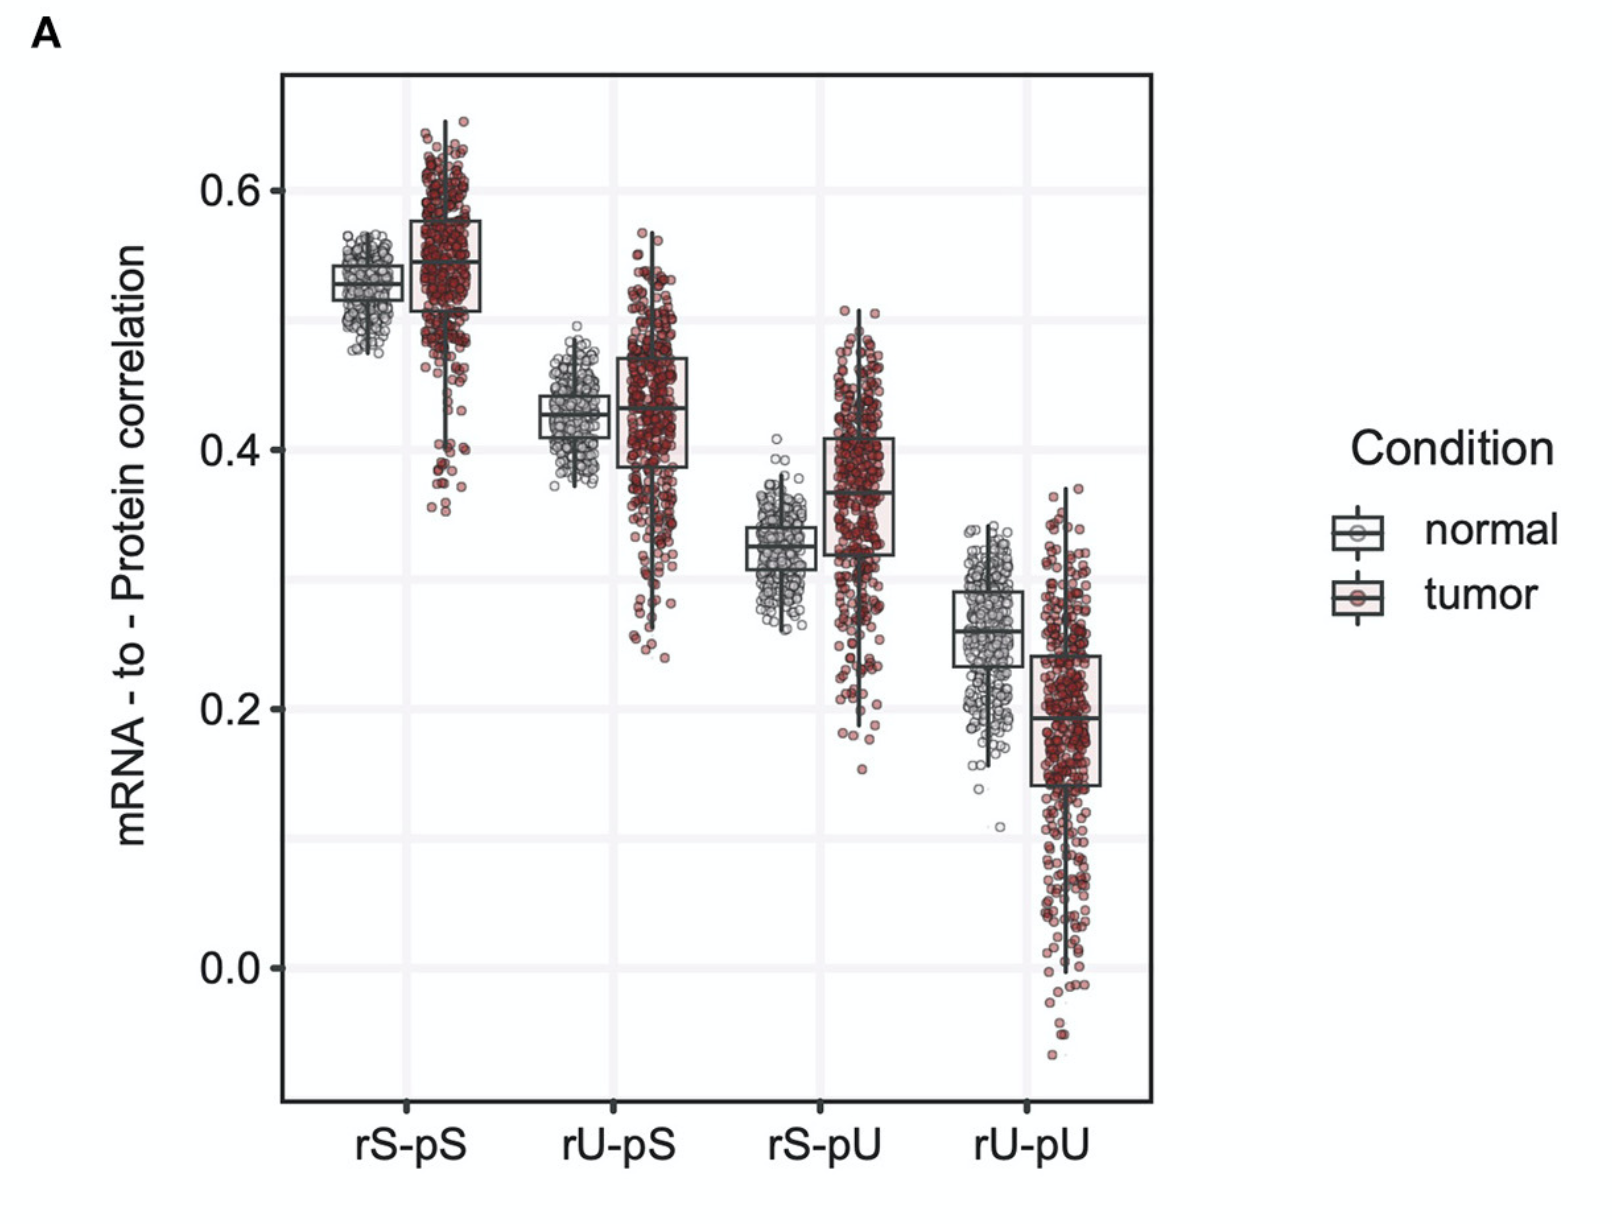 A
mRNA - to - Protein correlation
0.6
0.4
0.2
0.0
rS-pS rU-pS rS-pU rU-pU
Condition
normal
tumor